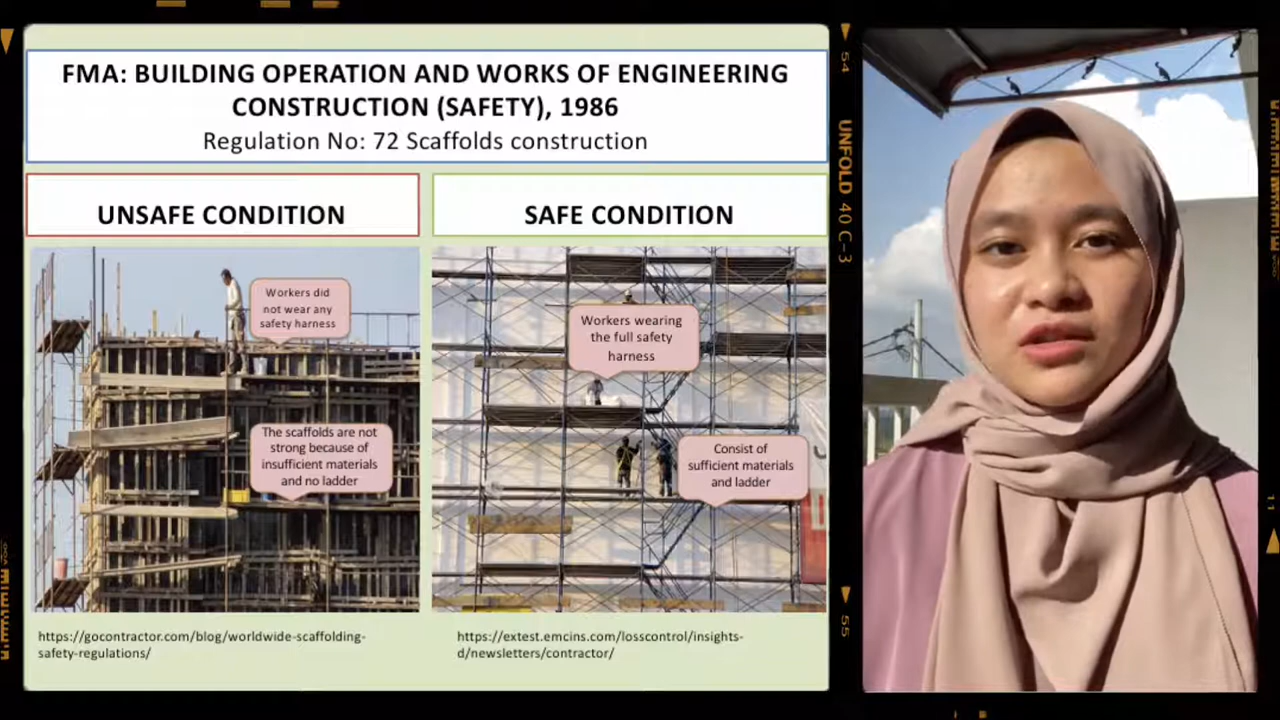 FMA: BUILDING OPERATION AND WORKS OF ENGINEERING
CONSTRUCTION (SAFETY), 1986
Regulation No: 72 Scaffolds construction
UNSAFE CONDITION
SAFE CONDITION
Workers did
not wear any
safety harness
The scaffolds are not
strong because of
insufficient materials
and no ladder
Workers wearing
the full safety
harness
Consist of
sufficient materials
and ladder
https://gocontractor.com/blog/worldwide-scaffolding-
safety-regulations/
https://extest.emcins.com/losscontrol/insights-
d/newsletters/contractor/
54
UNFOLD 40 C-3
55
11